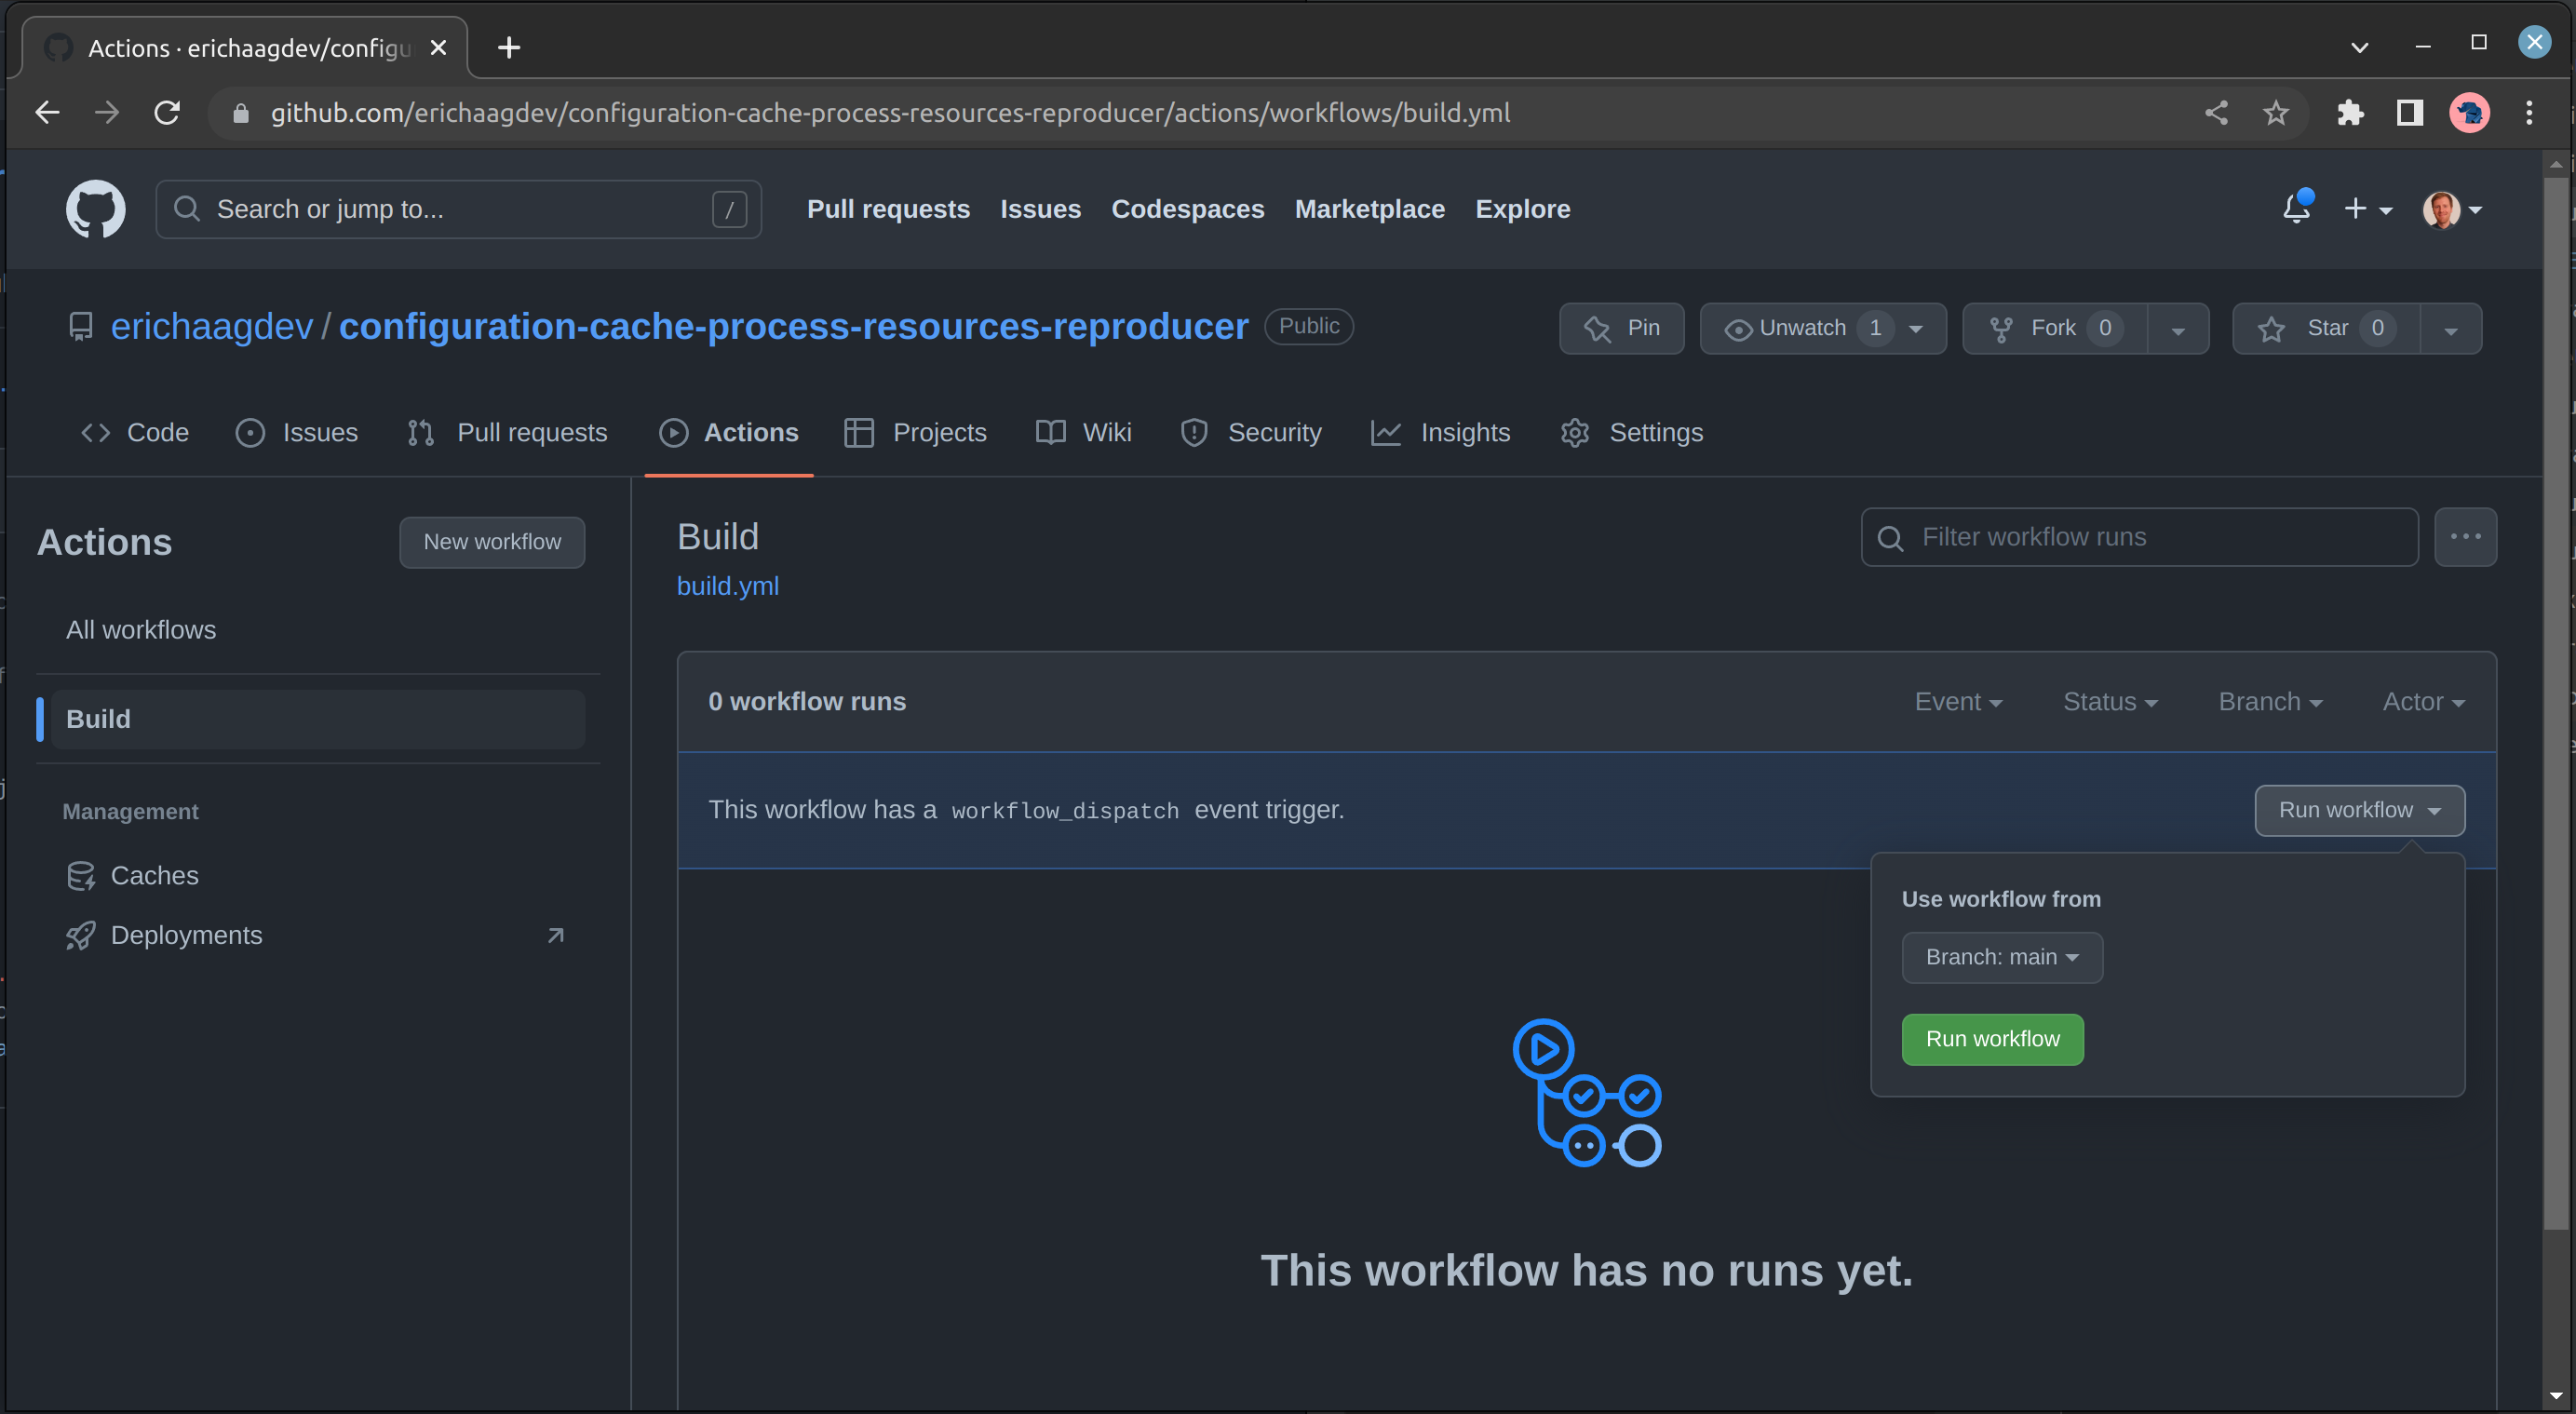 Actions · erichaagdev/configu
github.com/erichaagdev/configuration-cache-process-resources-reproducer/actions/workflows/build.yml
Search or jump to... /
Pull requests Issues Codespaces Marketplace Explore
erichaagdev / configuration-cache-process-resources-reproducer Public
Pin Unwatch 1 Fork 0 Star 0
Code Issues Pull requests Actions Projects Wiki Security Insights Settings
Actions New workflow
All workflows
Build
Management
Caches
Deployments
Build
build.yml
Filter workflow runs
0 workflow runs Event Status Branch Actor
This workflow has a workflow_dispatch event trigger. Run workflow
Use workflow from
Branch: main
Run workflow
This workflow has no runs yet.